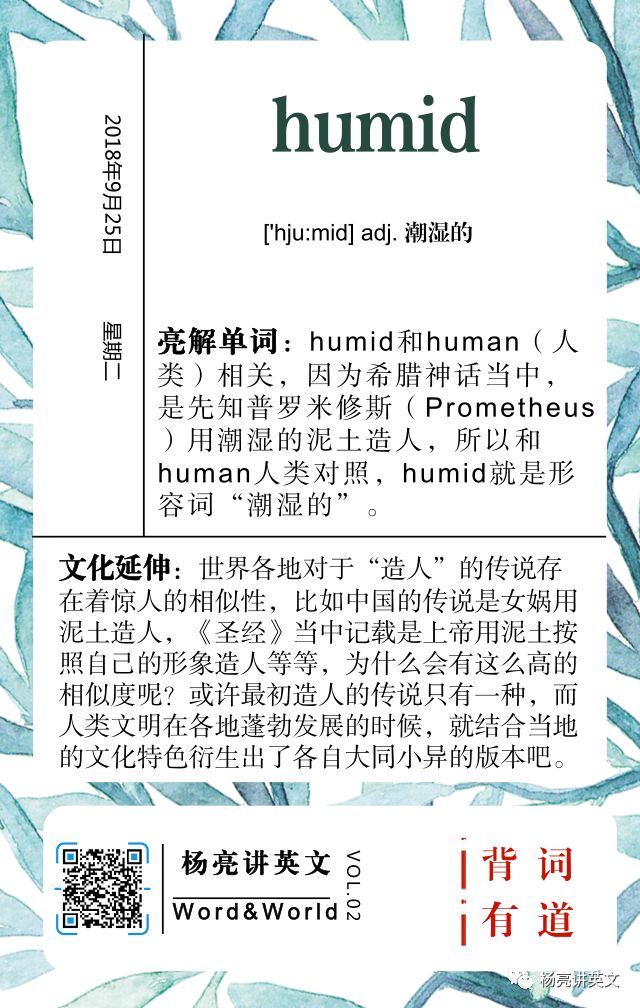 humid
['hju:mid] adj. 潮湿的
2018年9月25日
星期二
亮解单词：humid和human（人
类）相关，因为希腊神话当中，
是先知普罗米修斯（Prometheus
）用潮湿的泥土造人，所以和
human人类对照，humid就是形
容词“潮湿的”。
文化延伸：世界各地对于“造人”的传说存
在着惊人的相似性，比如中国的传说是女娲用
泥土造人，《圣经》当中记载是上帝用泥土按
照自己的形象造人等等，为什么会有这么高的
相似度呢？或许最初造人的传说只有一种，而
人类文明在各地蓬勃发展的时候，就结合当地
的文化特色衍生出了各自大同小异的版本吧。
杨亮讲英文
Word&World
VOL.02
背词
有道
杨亮讲英文